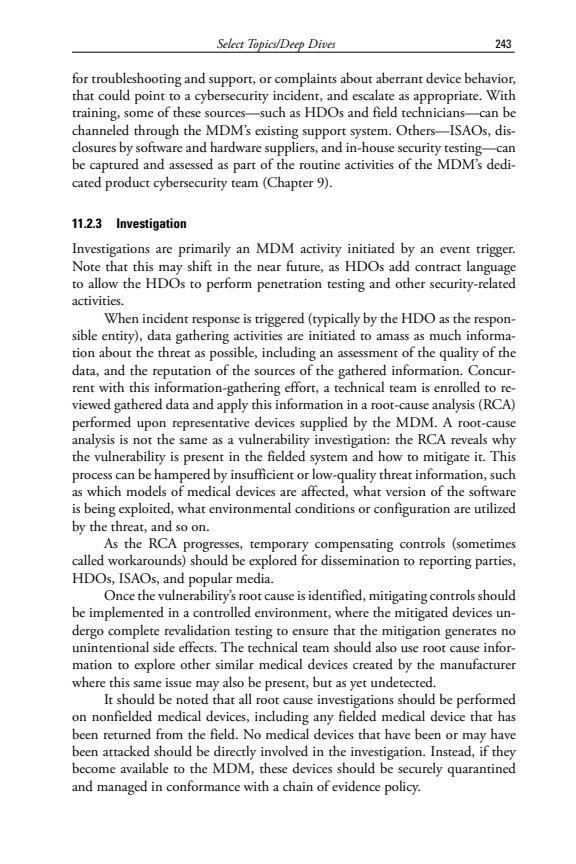 Select Topics/Deep Dives 243
for troubleshooting and support, or complaints about aberrant device behavior,
that could point to a cybersecurity incident, and escalate as appropriate. With
training, some of these sources—such as HDOs and field technicians—can be
channeled through the MDM’s existing support system. Others—ISAOs, dis-
closures by software and hardware suppliers, and in-house security testing—can
be captured and assessed as part of the routine activities of the MDM’s dedi-
cated product cybersecurity team (Chapter 9).
11.2.3 Investigation
Investigations are primarily an MDM activity initiated by an event trigger.
Note that this may shift in the near future, as HDOs add contract language
to allow the HDOs to perform penetration testing and other security-related
activities.
When incident response is triggered (typically by the HDO as the respon-
sible entity), data gathering activities are initiated to amass as much informa-
tion about the threat as possible, including an assessment of the quality of the
data, and the reputation of the sources of the gathered information. Concur-
rent with this information-gathering effort, a technical team is enrolled to re-
viewed gathered data and apply this information in a root-cause analysis (RCA)
performed upon representative devices supplied by the MDM. A root-cause
analysis is not the same as a vulnerability investigation: the RCA reveals why
the vulnerability is present in the fielded system and how to mitigate it. This
process can be hampered by insufficient or low-quality threat information, such
as which models of medical devices are affected, what version of the software
is being exploited, what environmental conditions or configuration are utilized
by the threat, and so on.
As the RCA progresses, temporary compensating controls (sometimes
called workarounds) should be explored for dissemination to reporting parties,
HDOs, ISAOs, and popular media.
Once the vulnerability’s root cause is identified, mitigating controls should
be implemented in a controlled environment, where the mitigated devices un-
dergo complete revalidation testing to ensure that the mitigation generates no
unintentional side effects. The technical team should also use root cause infor-
mation to explore other similar medical devices created by the manufacturer
where this same issue may also be present, but as yet undetected.
It should be noted that all root cause investigations should be performed
on nonfielded medical devices, including any fielded medical device that has
been returned from the field. No medical devices that have been or may have
been attacked should be directly involved in the investigation. Instead, if they
become available to the MDM, these devices should be securely quarantined
and managed in conformance with a chain of evidence policy.